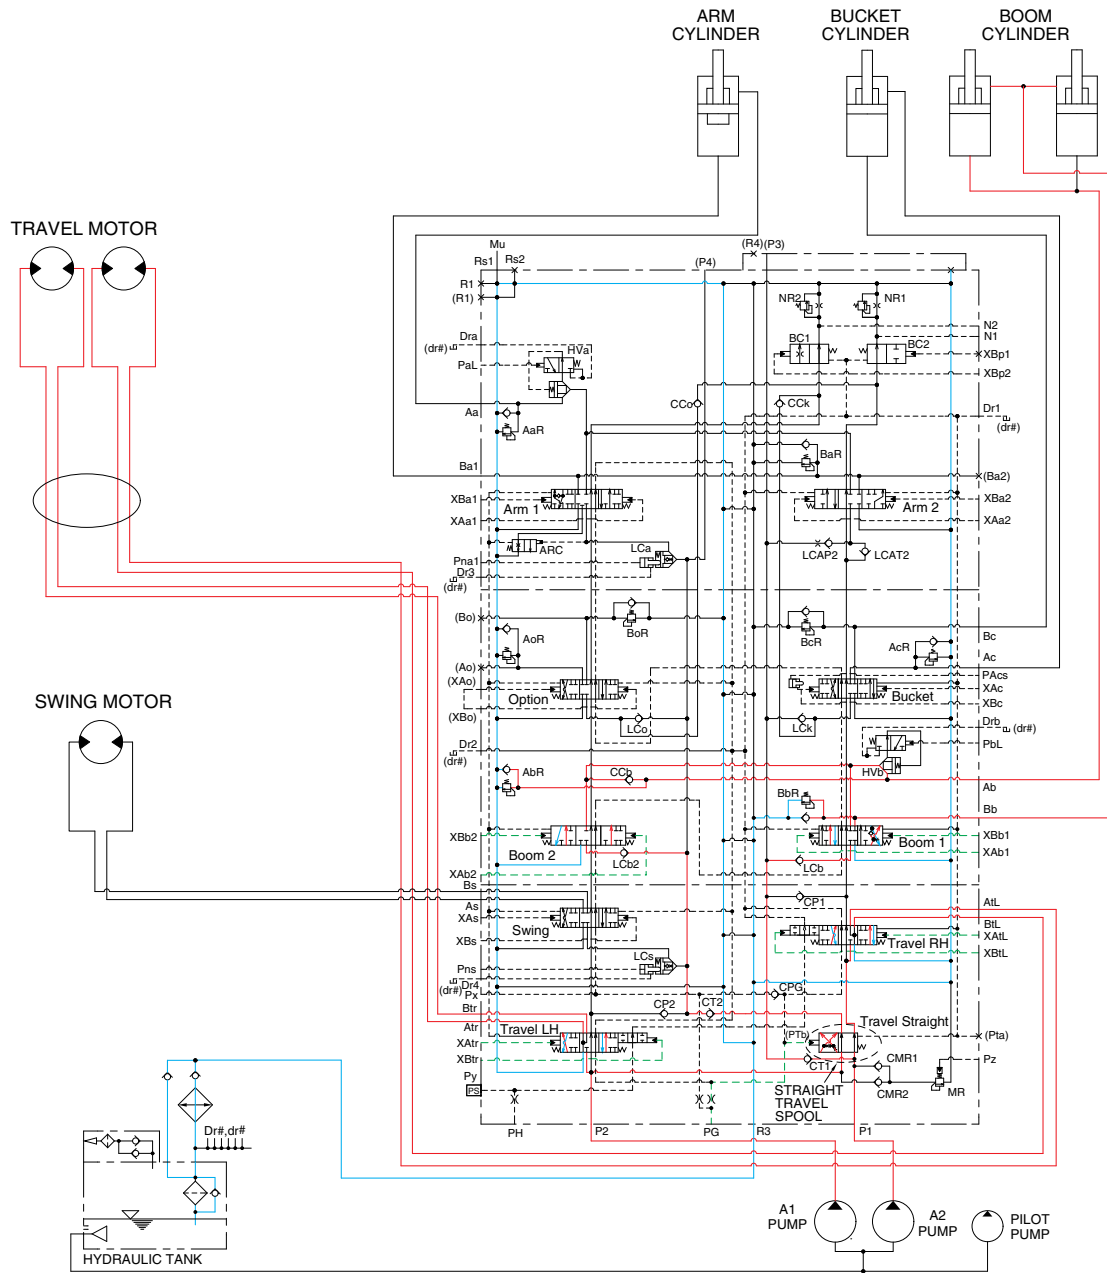 ARM
CYLINDER
BUCKET
CYLINDER
BOOM
CYLINDER
TRAVEL MOTOR
Mu
Rs1
Rs2
(P4)
(R4)
(P3)
R1
(R1)
NR2
NR1
N2
N1
Dra
(dr#)
PaL
HVa
BC1
BC2
XBp1
XBp2
CCo
CCk
Dr1
(dr#)
Aa
AaR
BaR
Ba1
(Ba2)
XBa1
Arm 1
XAa1
Arm 2
XBa2
XAa2
ARC
LCa
LCAP2
LCAT2
Pna1
Dr3
(dr#)
(Bo)
BoR
BcR
Bc
AoR
AcR
Ac
(Ao)
PAcs
(XAo)
XAc
Option
Bucket
XBc
(XBo)
LCo
LCk
Drb
(dr#)
Dr2
(dr#)
PbL
HVb
SWING MOTOR
AbR
CCb
Ab
BbR
Bb
XBb2
Boom 2
Boom 1
XBb1
XAb1
LCb2
LCb
XAb2
Bs
CP1
AtL
As
XAs
Swing
BtL
XAtL
Travel RH
XBs
XBtL
LCs
Pns
Dr4
(dr#)
Px
CPG
CP2
CT2
Btr
Atr
Travel LH
Travel Straight
(PTb)
(Pta)
XAtr
XBtr
CT1
CMR1
Pz
Py
PS
STRAIGHT
TRAVEL
SPOOL
CMR2
MR
PH
P2
PG
R3
P1
Dr#,dr#
A1
PUMP
A2
PUMP
PILOT
PUMP
HYDRAULIC TANK